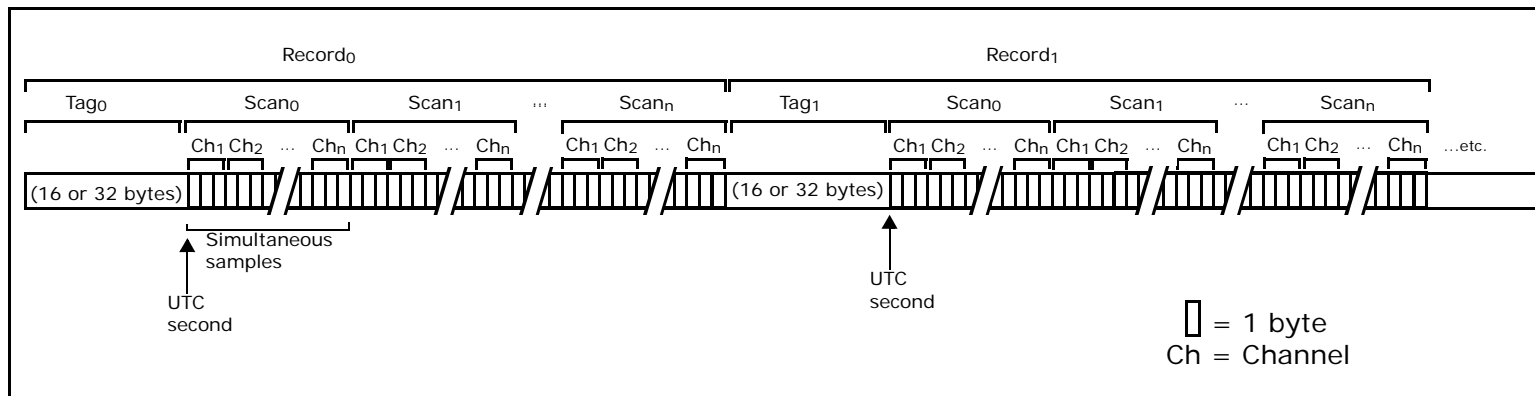 Record0 Record1
Tag0 Scan0 Scan1 ... Scann Tag1 Scan0 Scan1 ... Scann
Ch1 Ch2 ... Chn Ch1 Ch2 ... Chn Ch1 Ch2 ... Chn Ch1 Ch2 ... Chn Ch1 Ch2 ... Chn Ch1 Ch2 ... Chn ...etc.
(16 or 32 bytes) (16 or 32 bytes)
Simultaneous
samples
UTC
second
UTC
second
= 1 byte
Ch = Channel